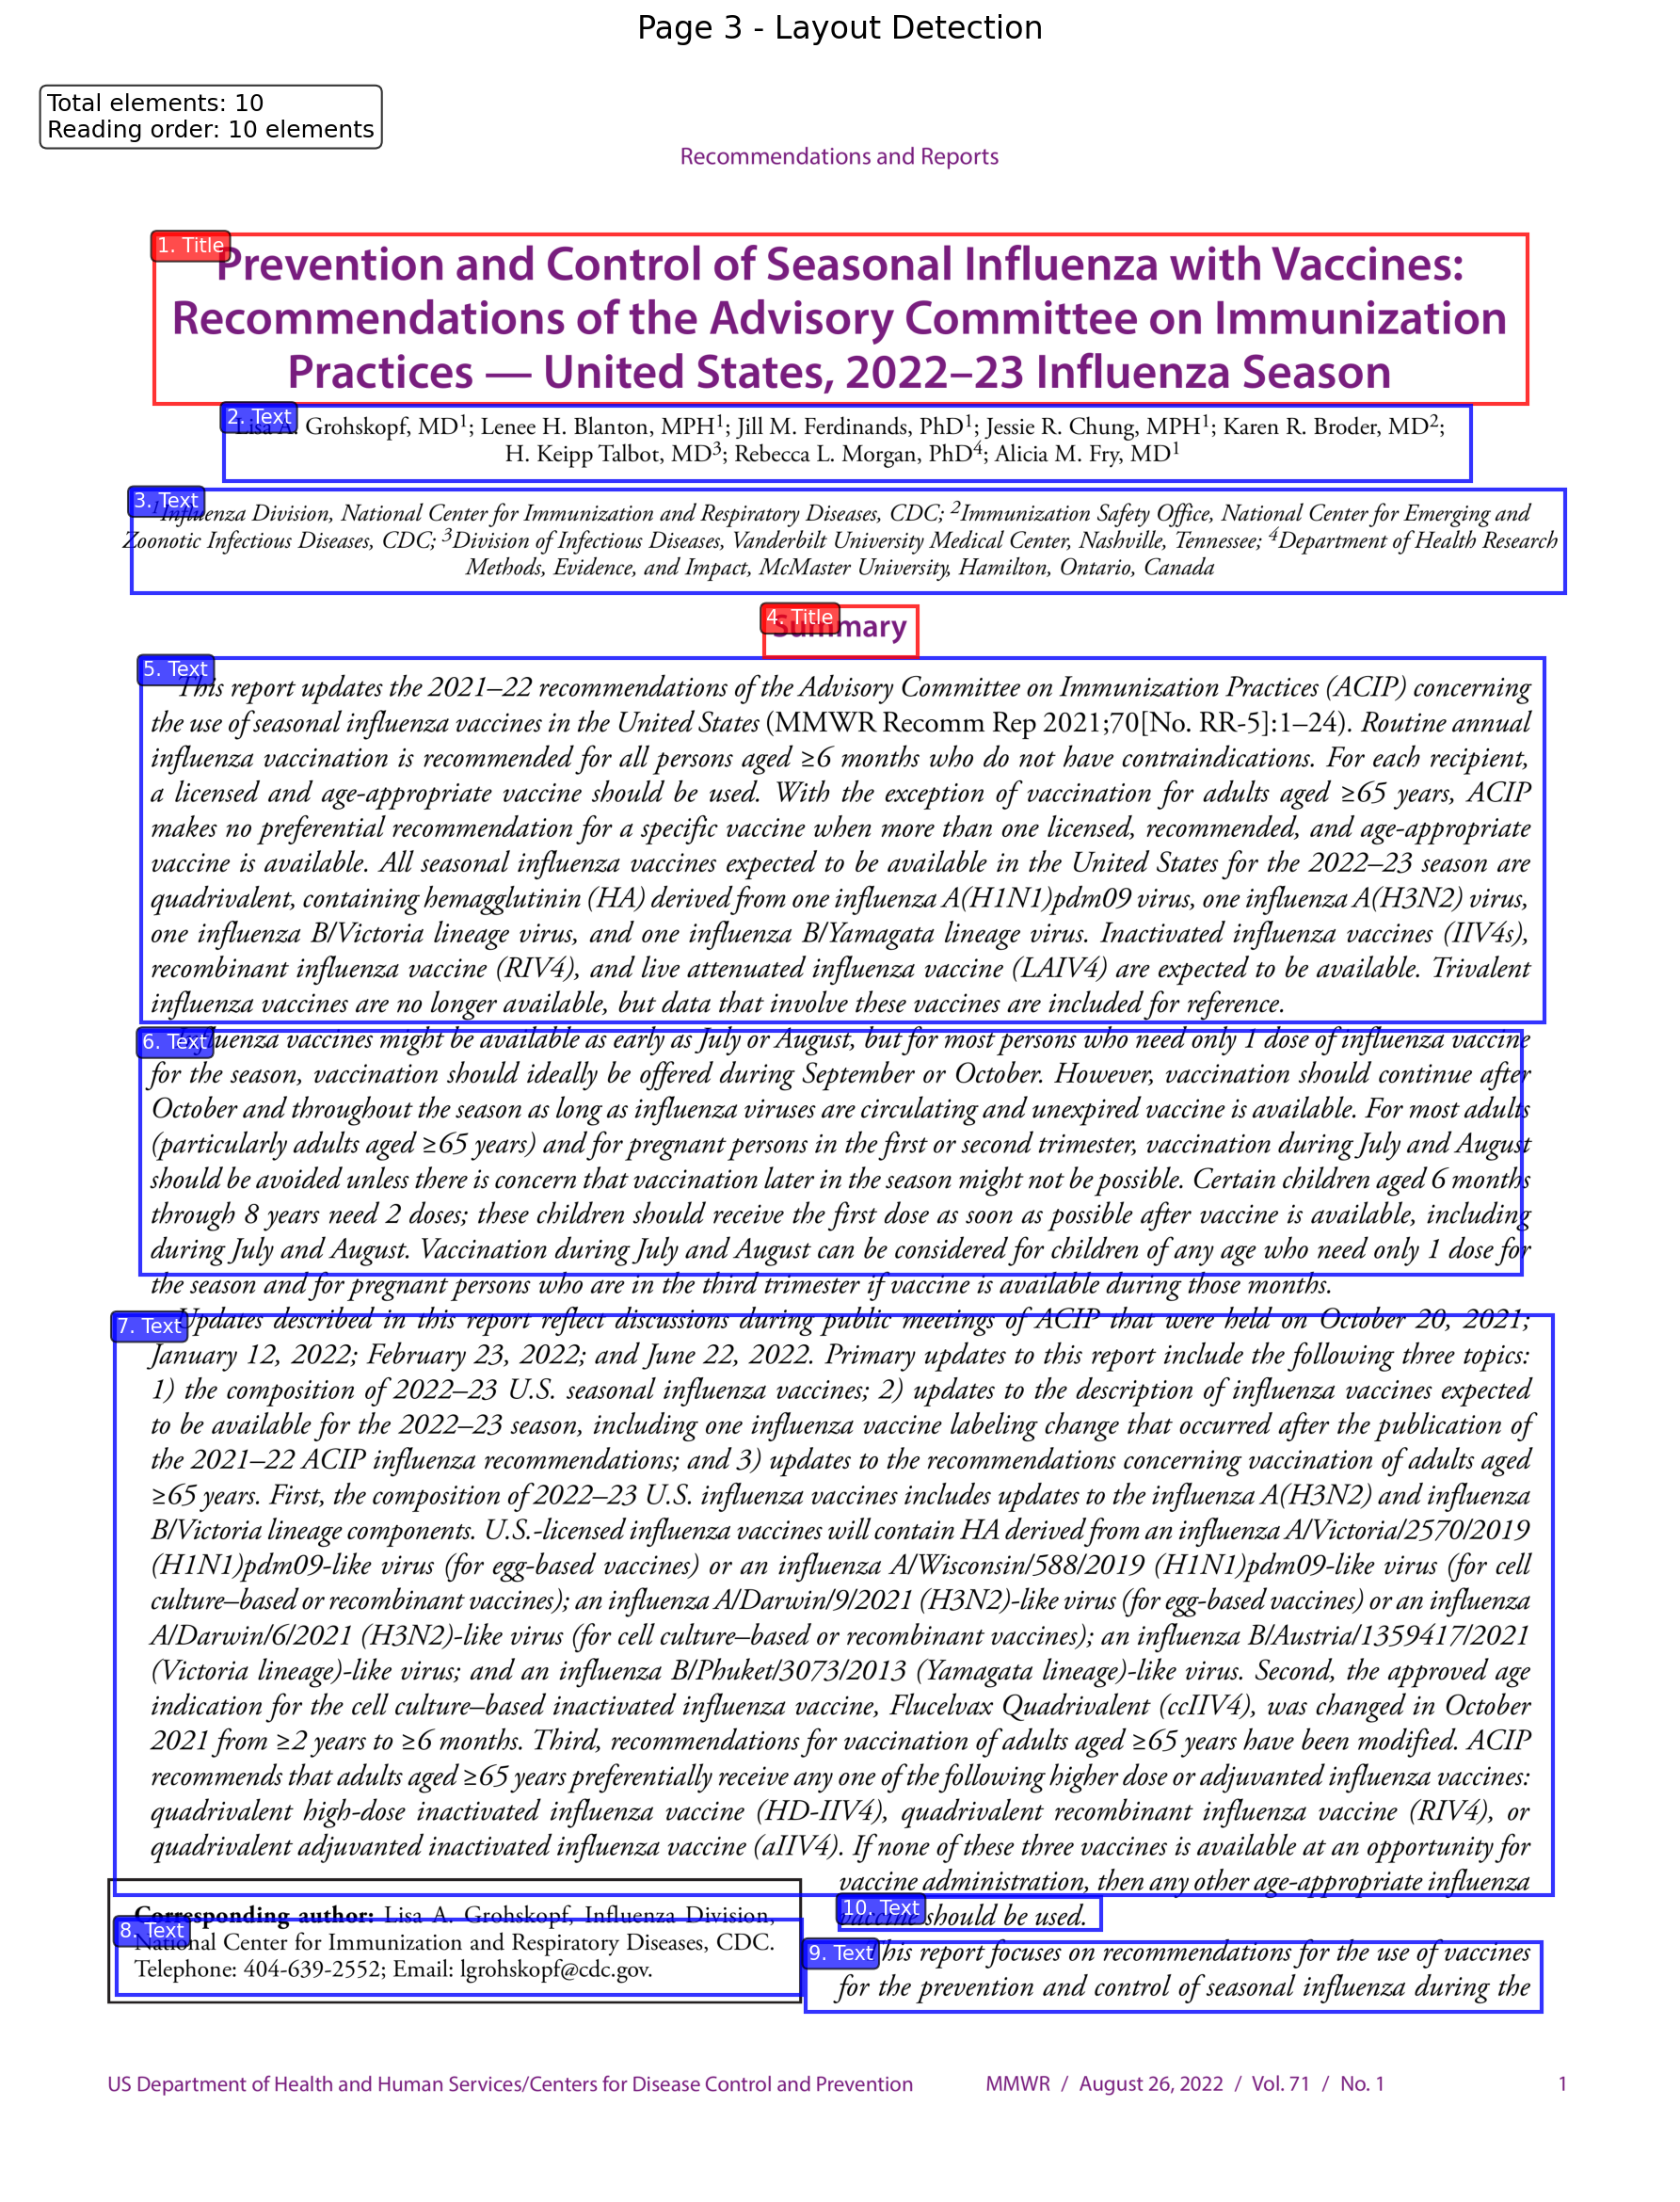 Page 3 - Layout Detection
Total elements: 10
Reading order: 10 elements
Recommendations and Reports
1. Title
Prevention and Control of Seasonal Influenza with Vaccines:
Recommendations of the Advisory Committee on Immunization
Practices — United States, 2022–23 Influenza Season
2. Text
Lisa A. Grohskopf, MD1; Lenee H. Blanton, MPH1; Jill M. Ferdinands, PhD1; Jessie R. Chung, MPH1; Karen R. Broder, MD2;
H. Keipp Talbot, MD3; Rebecca L. Morgan, PhD4; Alicia M. Fry, MD1
3. Text
1Influenza Division, National Center for Immunization and Respiratory Diseases, CDC; 2Immunization Safety Office, National Center for Emerging and
Zoonotic Infectious Diseases, CDC; 3Division of Infectious Diseases, Vanderbilt University Medical Center, Nashville, Tennessee; 4Department of Health Research
Methods, Evidence, and Impact, McMaster University, Hamilton, Ontario, Canada
4. Title
Summary
5. Text
This report updates the 2021–22 recommendations of the Advisory Committee on Immunization Practices (ACIP) concerning
the use of seasonal influenza vaccines in the United States (MMWR Recomm Rep 2021;70[No. RR-5]:1–24). Routine annual
influenza vaccination is recommended for all persons aged ≥6 months who do not have contraindications. For each recipient,
a licensed and age-appropriate vaccine should be used. With the exception of vaccination for adults aged ≥65 years, ACIP
makes no preferential recommendation for a specific vaccine when more than one licensed, recommended, and age-appropriate
vaccine is available. All seasonal influenza vaccines expected to be available in the United States for the 2022–23 season are
quadrivalent, containing hemagglutinin (HA) derived from one influenza A(H1N1)pdm09 virus, one influenza A(H3N2) virus,
one influenza B/Victoria lineage virus, and one influenza B/Yamagata lineage virus. Inactivated influenza vaccines (IIV4s),
recombinant influenza vaccine (RIV4), and live attenuated influenza vaccine (LAIV4) are expected to be available. Trivalent
influenza vaccines are no longer available, but data that involve these vaccines are included for reference.
6. Text
Influenza vaccines might be available as early as July or August, but for most persons who need only 1 dose of influenza vaccine
for the season, vaccination should ideally be offered during September or October. However, vaccination should continue after
October and throughout the season as long as influenza viruses are circulating and unexpired vaccine is available. For most adults
(particularly adults aged ≥65 years) and for pregnant persons in the first or second trimester, vaccination during July and August
should be avoided unless there is concern that vaccination later in the season might not be possible. Certain children aged 6 months
through 8 years need 2 doses; these children should receive the first dose as soon as possible after vaccine is available, including
during July and August. Vaccination during July and August can be considered for children of any age who need only 1 dose for
the season and for pregnant persons who are in the third trimester if vaccine is available during those months.
7. Text
Updates described in this report reflect discussions during public meetings of ACIP that were held on October 20, 2021;
January 12, 2022; February 23, 2022; and June 22, 2022. Primary updates to this report include the following three topics:
1) the composition of 2022–23 U.S. seasonal influenza vaccines; 2) updates to the description of influenza vaccines expected
to be available for the 2022–23 season, including one influenza vaccine labeling change that occurred after the publication of
the 2021–22 ACIP influenza recommendations; and 3) updates to the recommendations concerning vaccination of adults aged
≥65 years. First, the composition of 2022–23 U.S. influenza vaccines includes updates to the influenza A(H3N2) and influenza
B/Victoria lineage components. U.S.-licensed influenza vaccines will contain HA derived from an influenza A/Victoria/2570/2019
(H1N1)pdm09-like virus (for egg-based vaccines) or an influenza A/Wisconsin/588/2019 (H1N1)pdm09-like virus (for cell
culture–based or recombinant vaccines); an influenza A/Darwin/9/2021 (H3N2)-like virus (for egg-based vaccines) or an influenza
A/Darwin/6/2021 (H3N2)-like virus (for cell culture–based or recombinant vaccines); an influenza B/Austria/1359417/2021
(Victoria lineage)-like virus; and an influenza B/Phuket/3073/2013 (Yamagata lineage)-like virus. Second, the approved age
indication for the cell culture–based inactivated influenza vaccine, Flucelvax Quadrivalent (ccIIV4), was changed in October
2021 from ≥2 years to ≥6 months. Third, recommendations for vaccination of adults aged ≥65 years have been modified. ACIP
recommends that adults aged ≥65 years preferentially receive any one of the following higher dose or adjuvanted influenza vaccines:
quadrivalent high-dose inactivated influenza vaccine (HD-IIV4), quadrivalent recombinant influenza vaccine (RIV4), or
quadrivalent adjuvanted inactivated influenza vaccine (aIIV4). If none of these three vaccines is available at an opportunity for
vaccine administration, then any other age-appropriate influenza
10. Text
vaccine should be used.
9. Text
This report focuses on recommendations for the use of vaccines
for the prevention and control of seasonal influenza during the
Corresponding author: Lisa A. Grohskopf, Influenza Division,
8. Text
National Center for Immunization and Respiratory Diseases, CDC.
Telephone: 404-639-2552; Email: lgrohskopf@cdc.gov.
US Department of Health and Human Services/Centers for Disease Control and Prevention
MMWR / August 26, 2022 / Vol. 71 / No. 1
1